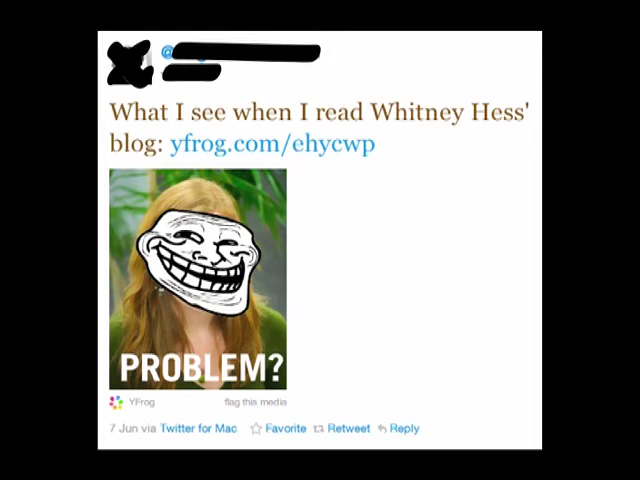 @
What I see when I read Whitney Hess'
blog: yfrog.com/ehycwp
PROBLEM?
YFrog flag this media
7 Jun via Twitter for Mac Favorite Retweet Reply